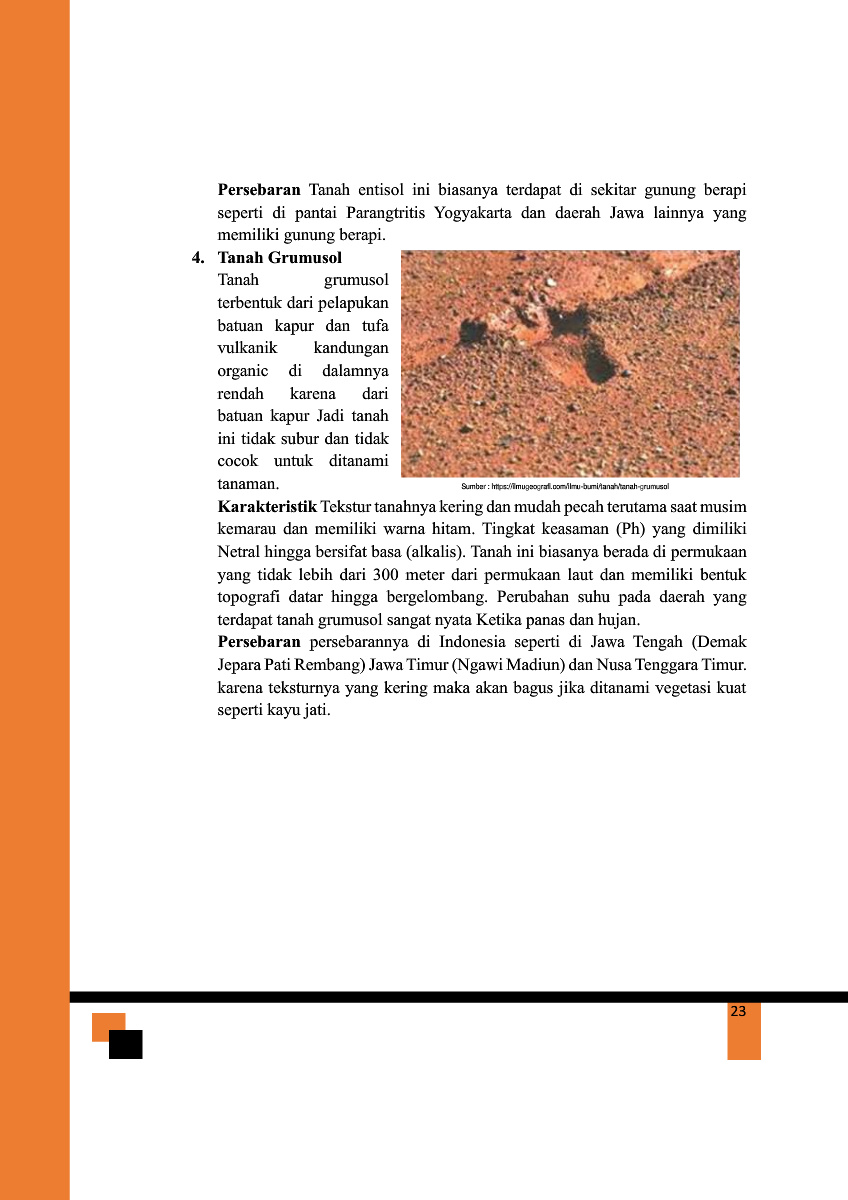 Persebaran Tanah entisol ini biasanya terdapat di sekitar gunung berapi
seperti di pantai Parangtritis Yogyakarta dan daerah Jawa lainnya yang
memiliki gunung berapi.
4. Tanah Grumusol
Tanah grumusol
terbentuk dari pelapukan
batuan kapur dan tufa
vulkanik kandungan
organic di dalamnya
rendah karena dari
batuan kapur Jadi tanah
ini tidak subur dan tidak
cocok untuk ditanami
tanaman.
Sumber : https://ilmugeografi.com/ilmu-bumi/tanah/tanah-grumusol
Karakteristik Tekstur tanahnya kering dan mudah pecah terutama saat musim
kemarau dan memiliki warna hitam. Tingkat keasaman (Ph) yang dimiliki
Netral hingga bersifat basa (alkalis). Tanah ini biasanya berada di permukaan
yang tidak lebih dari 300 meter dari permukaan laut dan memiliki bentuk
topografi datar hingga bergelombang. Perubahan suhu pada daerah yang
terdapat tanah grumusol sangat nyata Ketika panas dan hujan.
Persebaran persebarannya di Indonesia seperti di Jawa Tengah (Demak
Jepara Pati Rembang) Jawa Timur (Ngawi Madiun) dan Nusa Tenggara Timur.
karena teksturnya yang kering maka akan bagus jika ditanami vegetasi kuat
seperti kayu jati.
23